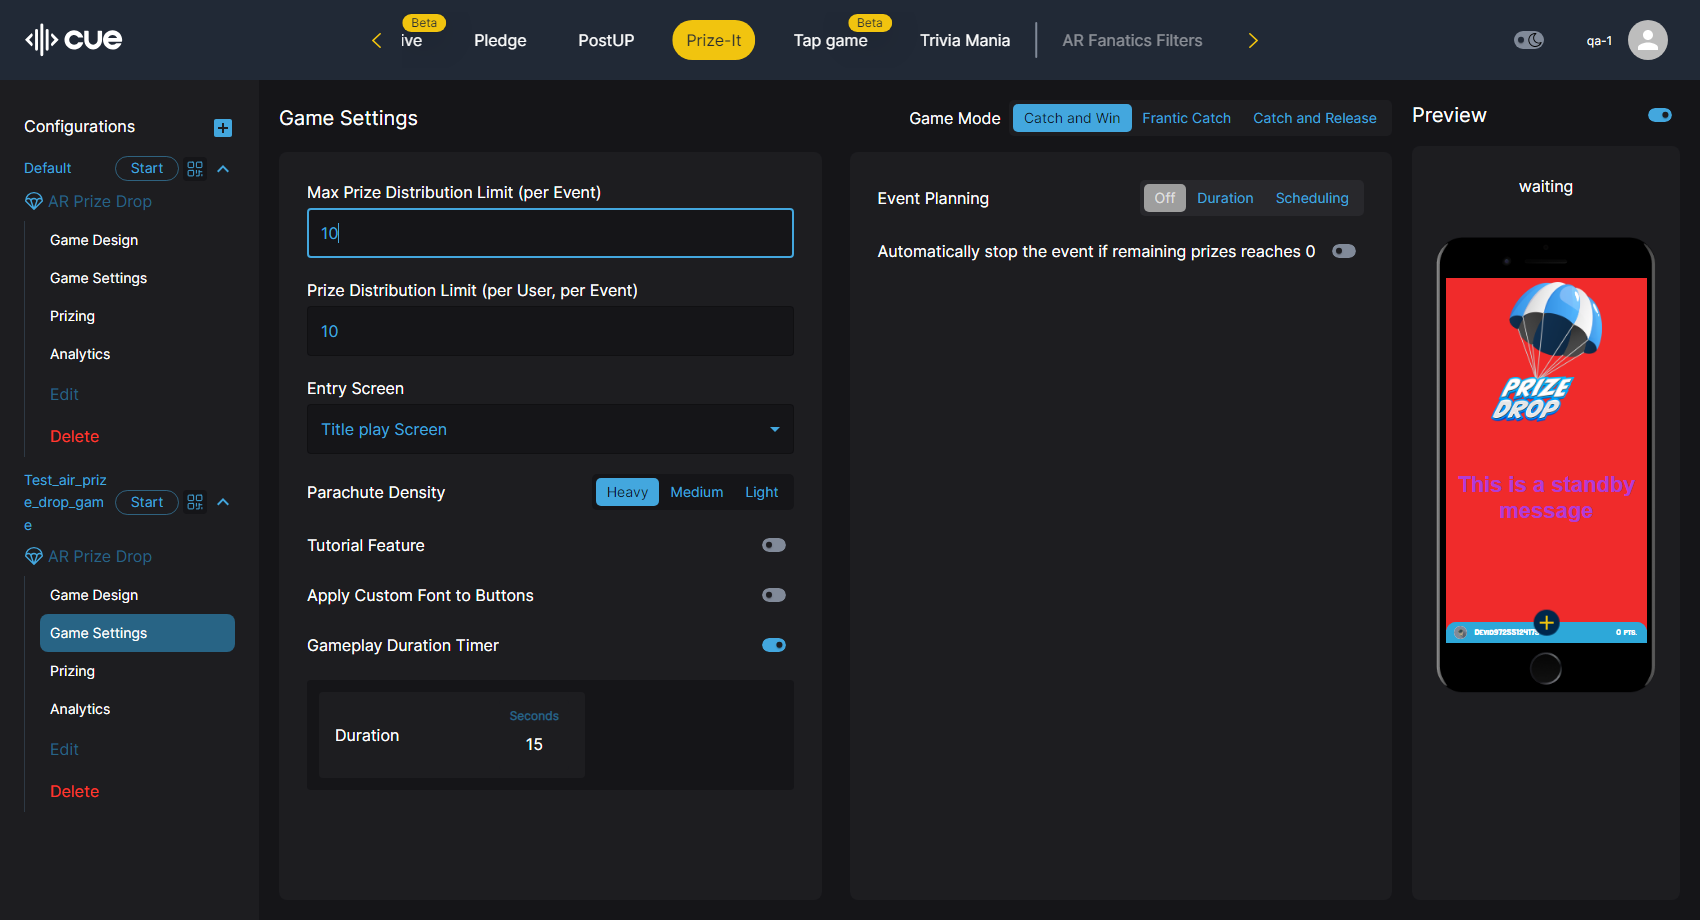 cue
ive
Beta
Pledge
PostUP
Prize-It
Tap game
Beta
Trivia Mania
AR Fanatics Filters
qa-1
Configurations
Default
Start
AR Prize Drop
Game Design
Game Settings
Prizing
Analytics
Edit
Delete
Test_air_priz
e_drop_gam
e
Start
AR Prize Drop
Game Design
Game Settings
Prizing
Analytics
Edit
Delete
Game Settings
Game Mode
Catch and Win
Frantic Catch
Catch and Release
Max Prize Distribution Limit (per Event)
10
Prize Distribution Limit (per User, per Event)
10
Entry Screen
Title play Screen
Parachute Density
Heavy
Medium
Light
Tutorial Feature
Apply Custom Font to Buttons
Gameplay Duration Timer
Duration
Seconds
15
Event Planning
Off
Duration
Scheduling
Automatically stop the event if remaining prizes reaches 0
Preview
waiting
PRIZE
DROP
This is a standby
message
0 PTS.